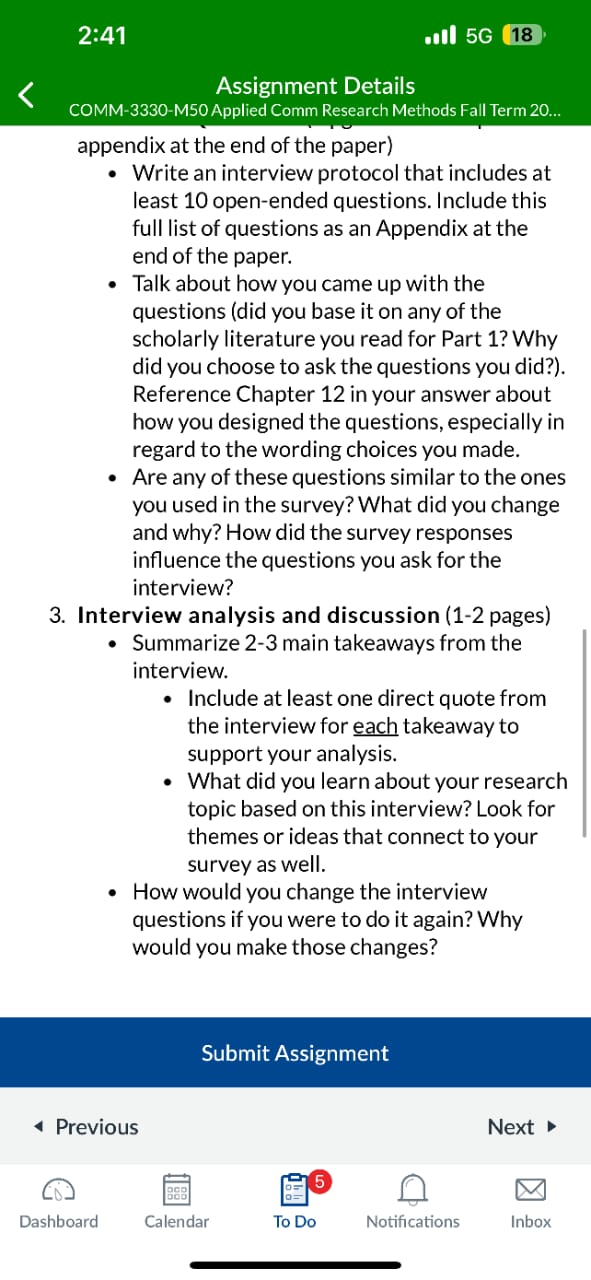 2:41
5G 18
Assignment Details
COMM-3330-M50 Applied Comm Research Methods Fall Term 20...
appendix at the end of the paper)
• Write an interview protocol that includes at
least 10 open-ended questions. Include this
full list of questions as an Appendix at the
end of the paper.
• Talk about how you came up with the
questions (did you base it on any of the
scholarly literature you read for Part 1? Why
did you choose to ask the questions you did?).
Reference Chapter 12 in your answer about
how you designed the questions, especially in
regard to the wording choices you made.
• Are any of these questions similar to the ones
you used in the survey? What did you change
and why? How did the survey responses
influence the questions you ask for the
interview?
3. Interview analysis and discussion (1-2 pages)
• Summarize 2-3 main takeaways from the
interview.
• Include at least one direct quote from
the interview for each takeaway to
support your analysis.
• What did you learn about your research
topic based on this interview? Look for
themes or ideas that connect to your
survey as well.
• How would you change the interview
questions if you were to do it again? Why
would you make those changes?
Submit Assignment
Previous Next
5
Dashboard Calendar To Do Notifications Inbox